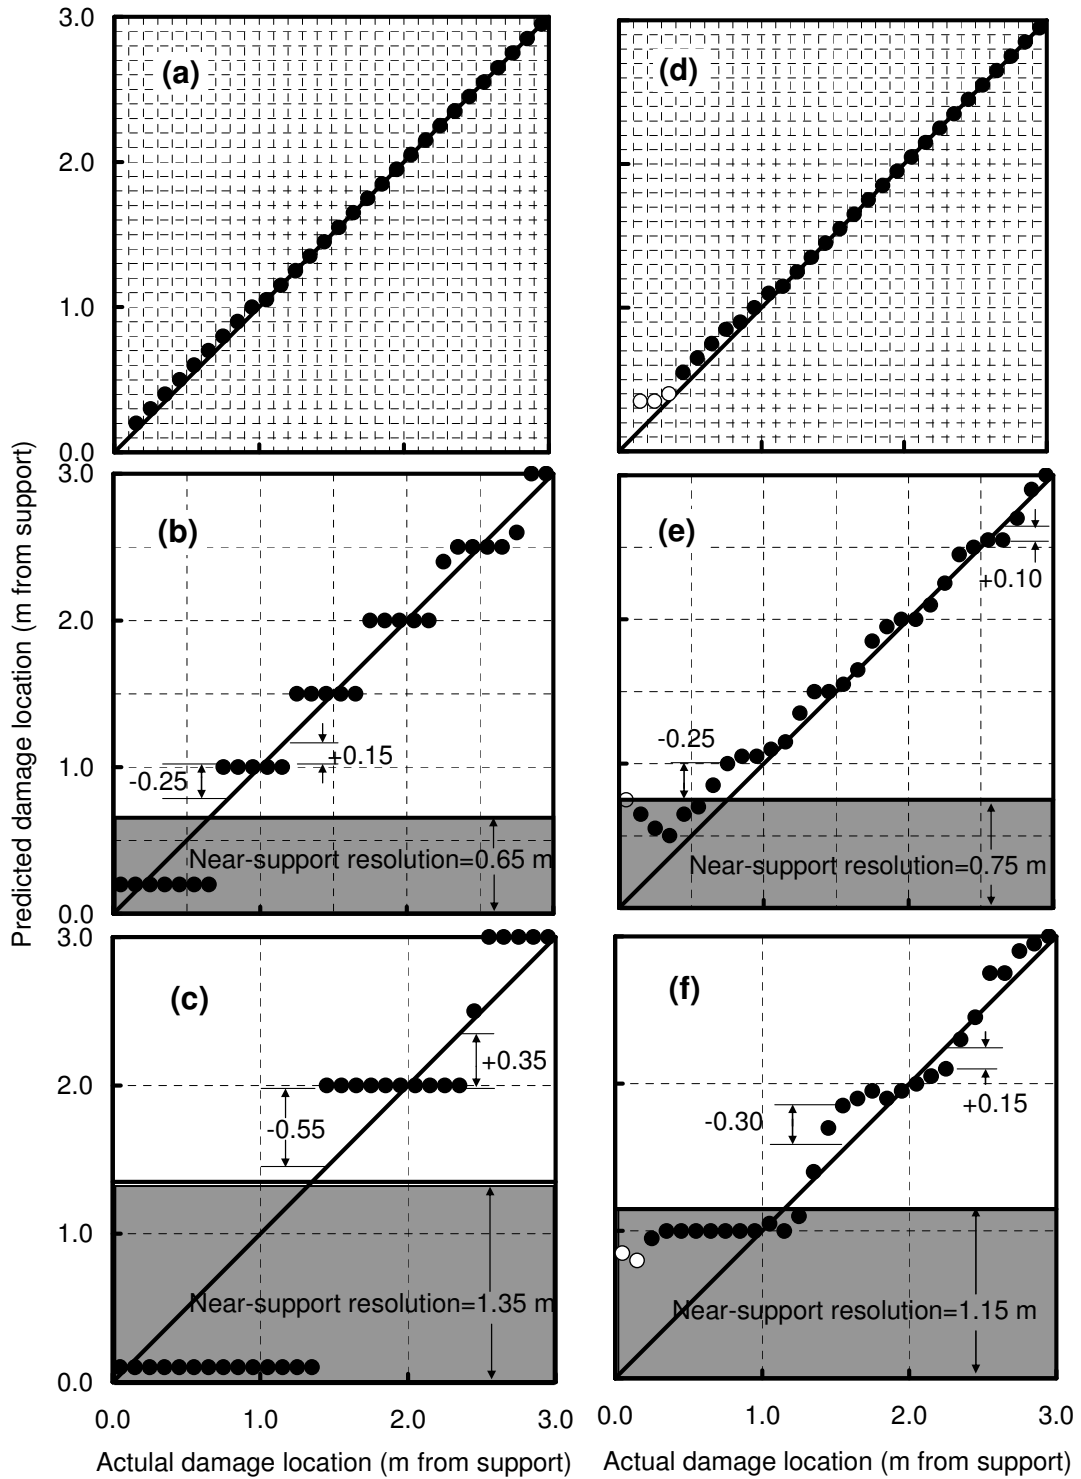 3.0
(a)
2.0
1.0
0.0
(d)
Predicted damage location (m from support)
3.0
(b)
2.0
1.0
-0.25
+0.15
Near-support resolution=0.65 m
0.0
(e)
+0.10
-0.25
Near-support resolution=0.75 m
3.0
(c)
+0.35
2.0
-0.55
1.0
Near-support resolution=1.35 m
0.0
0.0 1.0 2.0 3.0
Actulal damage location (m from support)
(f)
+0.15
-0.30
Near-support resolution=1.15 m
0.0 1.0 2.0 3.0
Actual damage location (m from support)